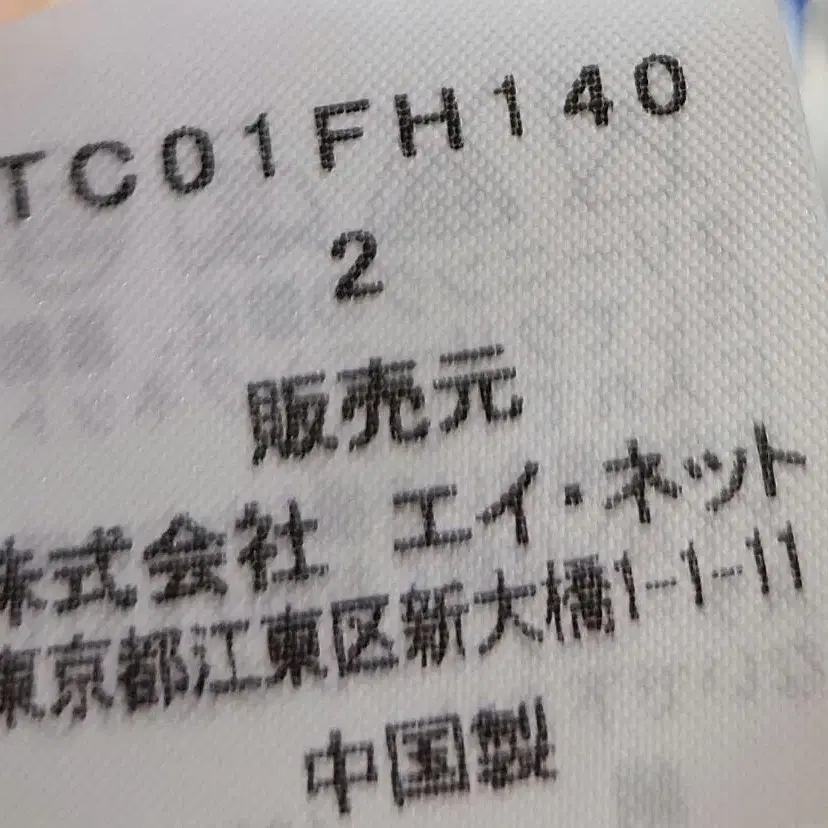 TC01FH140
2
販売元
株式会社 エイ・ネット
東京都江東区新大橋1-1-11
中国製